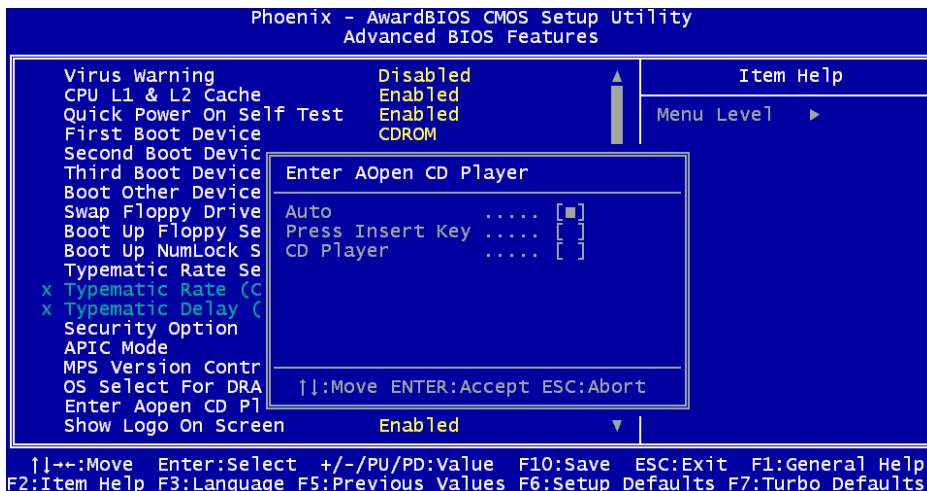 Phoenix - AwardBIOS CMOS Setup Utility
Advanced BIOS Features
Virus Warning Disabled ▲
CPU L1 & L2 Cache Enabled
Quick Power On Self Test Enabled
First Boot Device CDROM
Second Boot Devic
Third Boot Device
Boot Other Device
Swap Floppy Drive
Boot Up Floppy Se
Boot Up NumLock S
Typematic Rate Se
x Typematic Rate (C
x Typematic Delay (
Security Option
APIC Mode
MPS Version Contr
OS Select For DRA
Enter Aopen CD Pl
Show Logo On Screen Enabled ▼
Enter AOpen CD Player
Auto ..... [■]
Press Insert Key ..... [ ]
CD Player ..... [ ]
↑↓:Move ENTER:Accept ESC:Abort
Item Help
Menu Level ▶
↑↓→←:Move Enter:Select +/-/PU/PD:Value F10:Save ESC:Exit F1:General Help
F2:Item Help F3:Language F5:Previous Values F6:Setup Defaults F7:Turbo Defaults